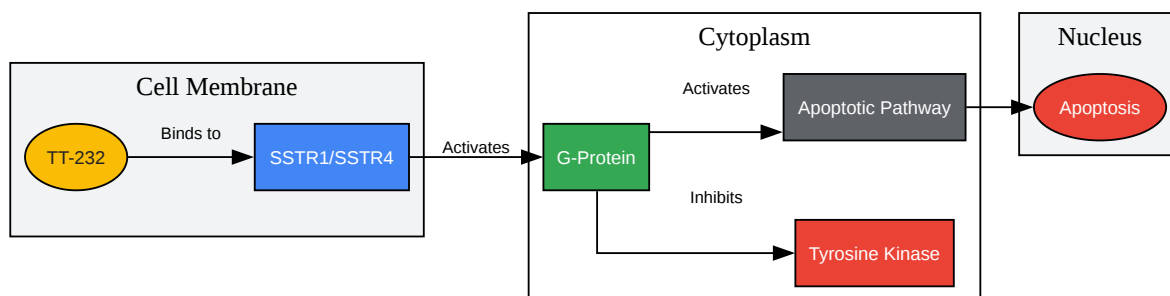 Cell Membrane
TT-232
Binds to
SSTR1/SSTR4
Activates
Cytoplasm
G-Protein
Activates
Apoptotic Pathway
Inhibits
Tyrosine Kinase
Nucleus
Apoptosis